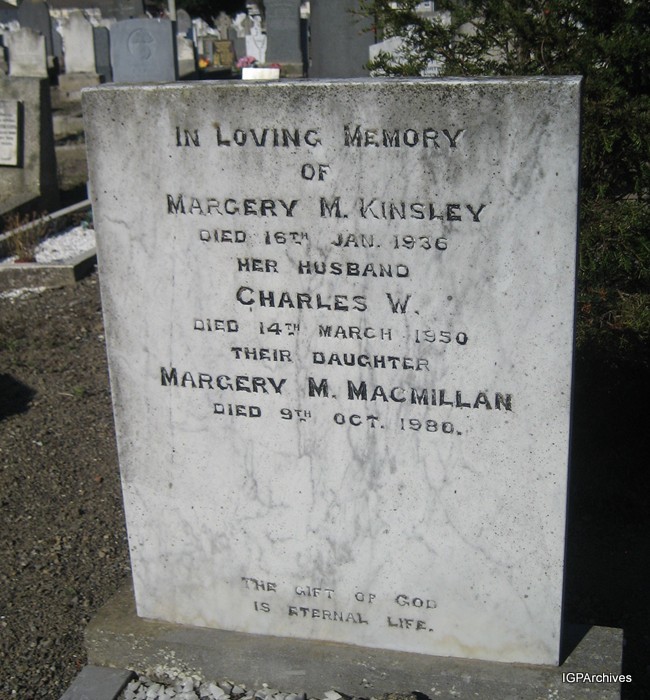 IN LOVING MEMORY
OF
MARGERY M. KINSLEY
DIED 16TH JAN. 1936
HER HUSBAND
CHARLES W.
DIED 14TH MARCH 1950
THEIR DAUGHTER
MARGERY M. MACMILLAN
DIED 9TH OCT. 1980.
THE GIFT OF GOD
IS ETERNAL LIFE.
IGPArchives